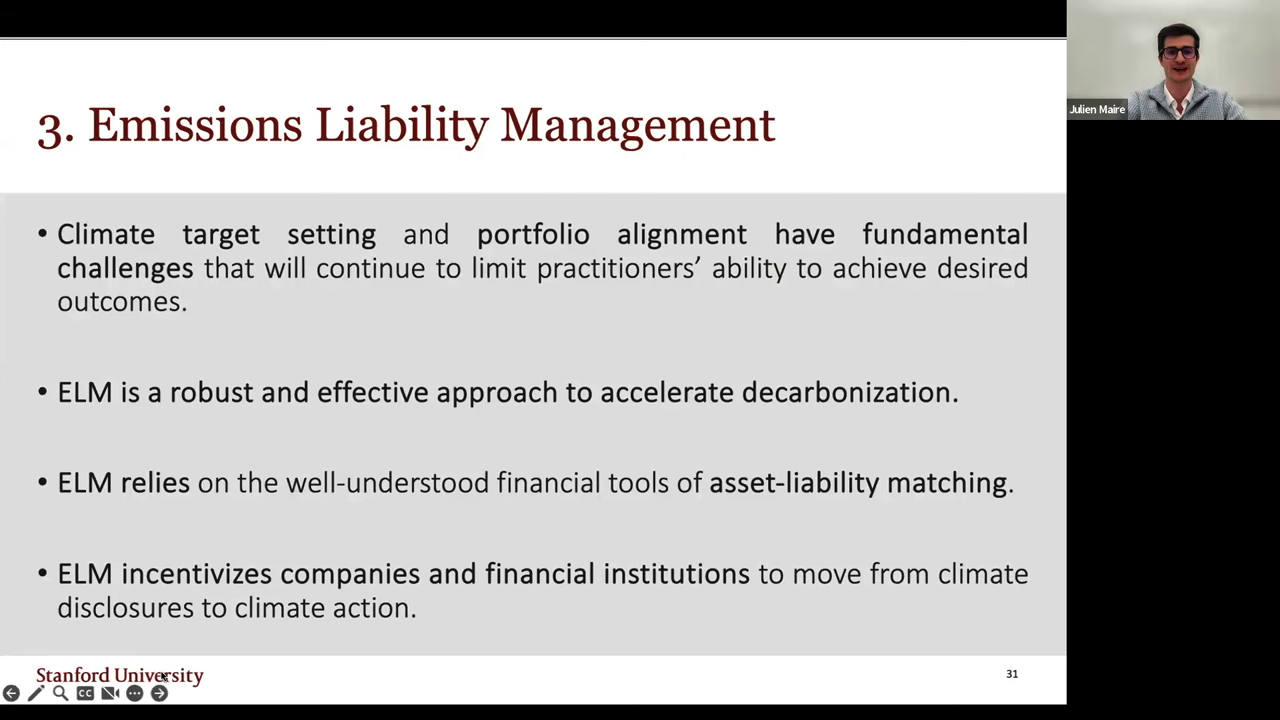 3. Emissions Liability Management
Julien Maire
• Climate target setting and portfolio alignment have fundamental
challenges that will continue to limit practitioners’ ability to achieve desired
outcomes.
• ELM is a robust and effective approach to accelerate decarbonization.
• ELM relies on the well-understood financial tools of asset-liability matching.
• ELM incentivizes companies and financial institutions to move from climate
disclosures to climate action.
Stanford University
31
CC